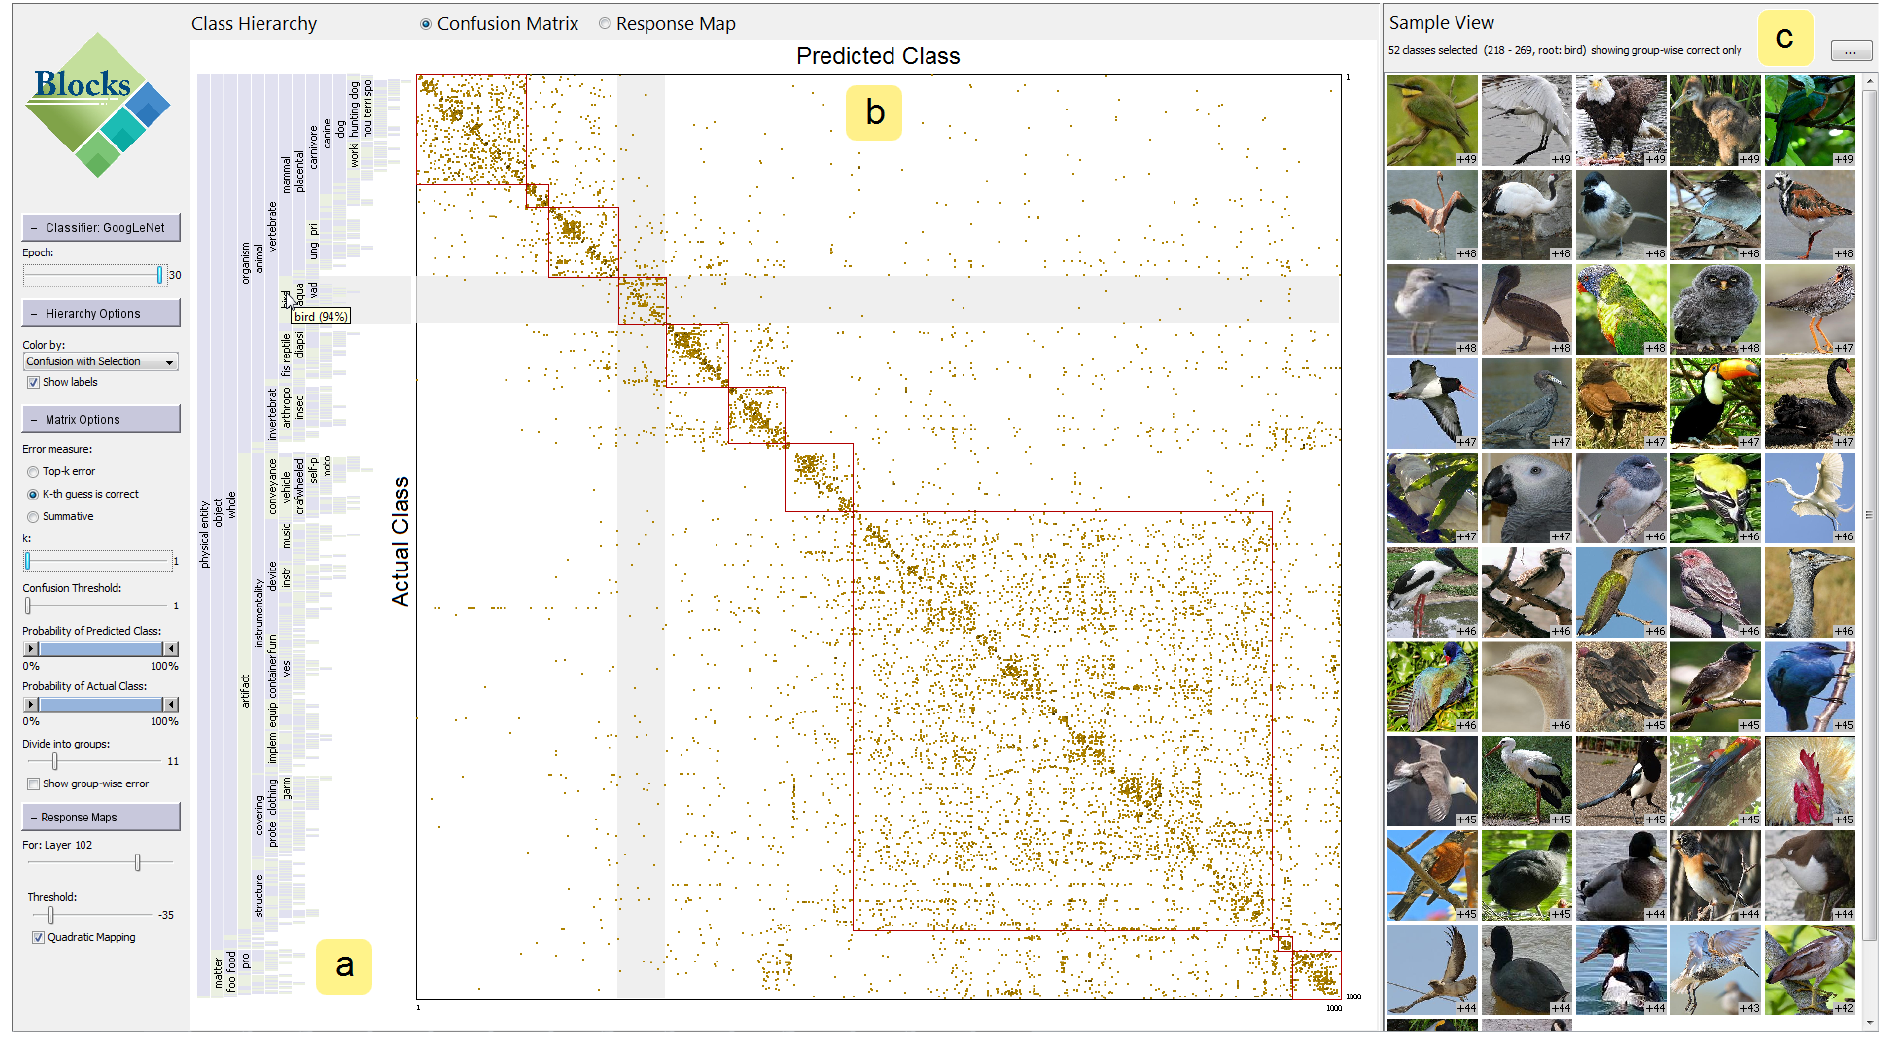 Class Hierarchy
Confusion Matrix
Response Map
Sample View
52 classes selected (218 - 269, root: bird) showing group-wise correct only
c
...
Blocks
Predicted Class
b
Actual Class
a
1
1000
1
1000
– Classifier: GoogLeNet
Epoch:
30
– Hierarchy Options
Color by:
Confusion with Selection
Show labels
– Matrix Options
Error measure:
Top-k error
K-th guess is correct
Summative
k:
1
Confusion Threshold:
1
Probability of Predicted Class:
0% 100%
Probability of Actual Class:
0% 100%
Divide into groups:
11
Show group-wise error
– Response Maps
For: Layer 102
Threshold:
-35
Quadratic Mapping
physical entity
object
whole
organism
animal
vertebrate
mammal
placental
carnivore
canine
dog
hunting dog
work
hou
terri
spo
ung
pri
bird (94%)
aqua
wad
fis
reptile
diapsi
invertebrat
arthropo
insec
artifact
instrumentality
conveyance
vehicle
craf
wheeled
self-p
moto
music
device
instr
fun
container
ves
equip
implem
covering
clothing
garm
prote
structure
matter
foo
food
pro
+49 +49 +49 +49 +49
+48 +48 +48 +48 +48
+48 +48 +48 +48 +47
+47 +47 +47 +47 +47
+47 +47 +46 +46 +46
+46 +46 +46 +46 +46
+46 +46 +45 +45 +45
+45 +45 +45 +45 +45
+45 +45 +44 +44 +44
+44 +44 +44 +43 +42